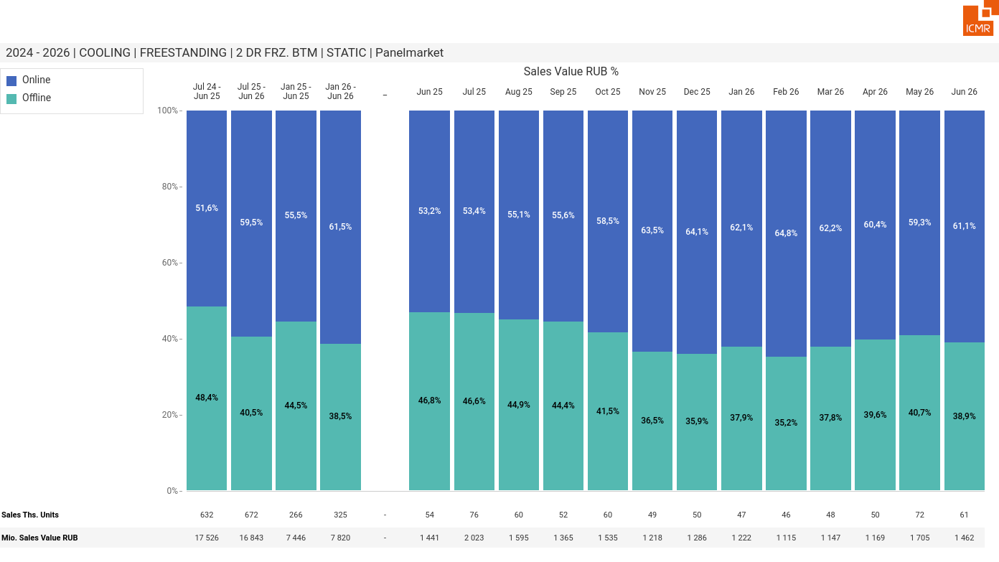 ICMR
2024 - 2026 | COOLING | FREESTANDING | 2 DR FRZ. BTM | STATIC | Panelmarket
Online
Offline
Sales Value RUB %
Jul 24 - Jun 25 Jul 25 - Jun 26 Jan 25 - Jun 25 Jan 26 - Jun 26 – Jun 25 Jul 25 Aug 25 Sep 25 Oct 25 Nov 25 Dec 25 Jan 26 Feb 26 Mar 26 Apr 26 May 26 Jun 26
100%
80%
60%
40%
20%
0%
51,6% 59,5% 55,5% 61,5% 53,2% 53,4% 55,1% 55,6% 58,5% 63,5% 64,1% 62,1% 64,8% 62,2% 60,4% 59,3% 61,1%
48,4% 40,5% 44,5% 38,5% 46,8% 46,6% 44,9% 44,4% 41,5% 36,5% 35,9% 37,9% 35,2% 37,8% 39,6% 40,7% 38,9%
Sales Ths. Units 632 672 266 325 - 54 76 60 52 60 49 50 47 46 48 50 72 61
Mio. Sales Value RUB 17 526 16 843 7 446 7 820 - 1 441 2 023 1 595 1 365 1 535 1 218 1 286 1 222 1 115 1 147 1 169 1 705 1 462